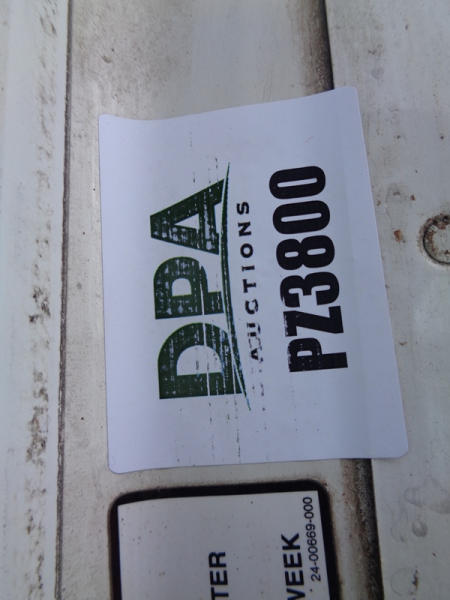 DPA
AUCTIONS
PZ3800
TER
WEEK
24-00669-000